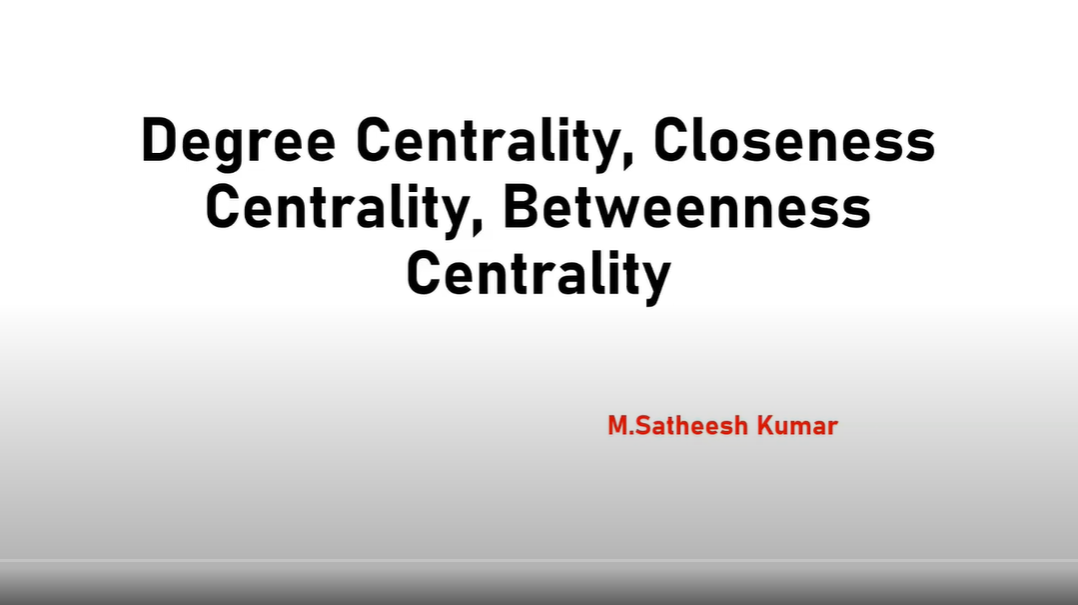 Degree Centrality, Closeness
Centrality, Betweenness
Centrality
M.Satheesh Kumar